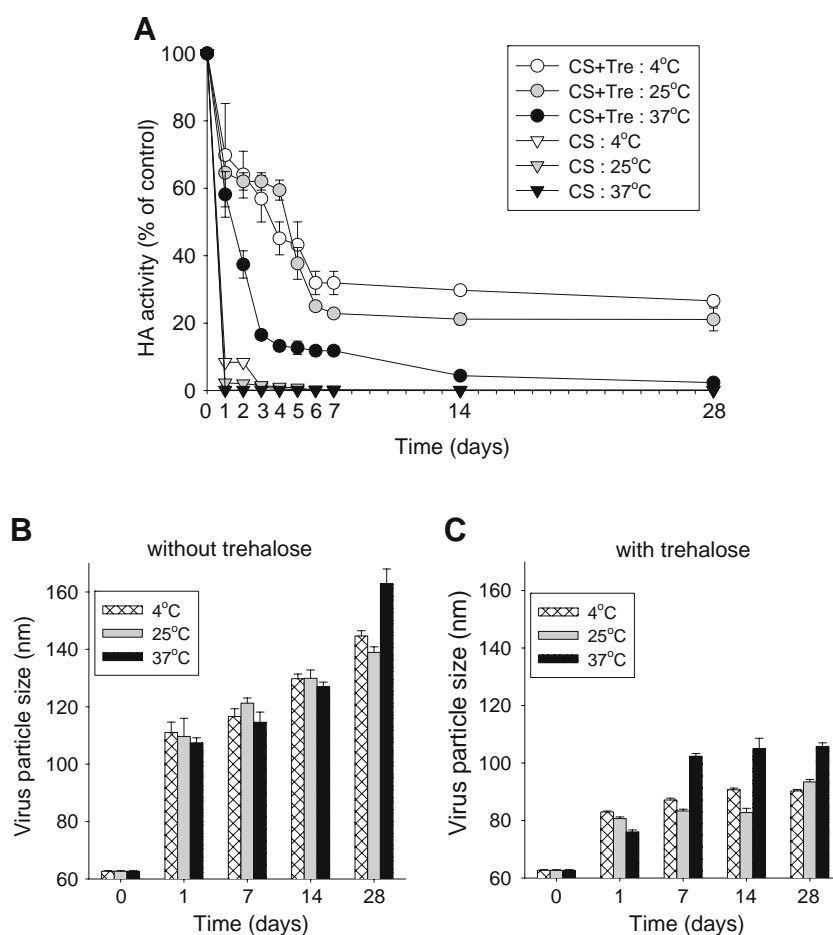 A
HA activity (% of control)
100
80
60
40
20
0
0 1 2 3 4 5 6 7 14 28
Time (days)
CS+Tre : 4°C
CS+Tre : 25°C
CS+Tre : 37°C
CS : 4°C
CS : 25°C
CS : 37°C
B
without trehalose
Virus particle size (nm)
160
140
120
100
80
60
4°C
25°C
37°C
0 1 7 14 28
Time (days)
C
with trehalose
Virus particle size (nm)
160
140
120
100
80
60
4°C
25°C
37°C
0 1 7 14 28
Time (days)